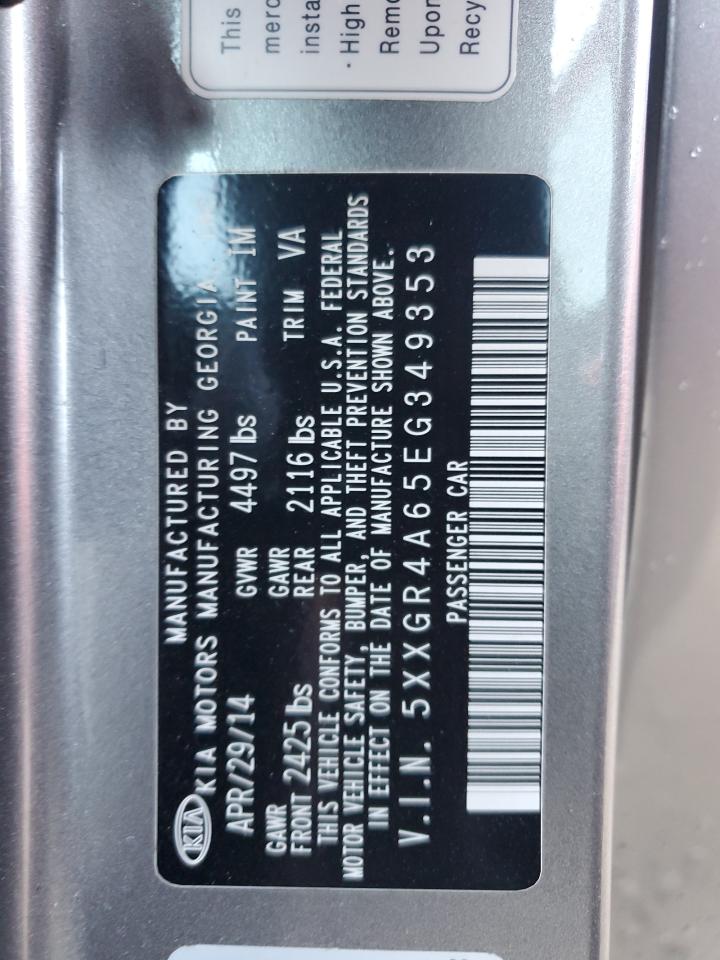 This
merc
insta
· High
Remo
Upon
Recy
MANUFACTURED BY
KIA KIA MOTORS MANUFACTURING GEORGIA,
APR/29/14 GVWR 4497 lbs PAINT IM
GAWR FRONT 2425 lbs GAWR REAR 2116 lbs TRIM VA
THIS VEHICLE CONFORMS TO ALL APPLICABLE U.S.A. FEDERAL
MOTOR VEHICLE SAFETY, BUMPER, AND THEFT PREVENTION STANDARDS
IN EFFECT ON THE DATE OF MANUFACTURE SHOWN ABOVE.
V.I.N. 5XXGR4A65EG349353
PASSENGER CAR